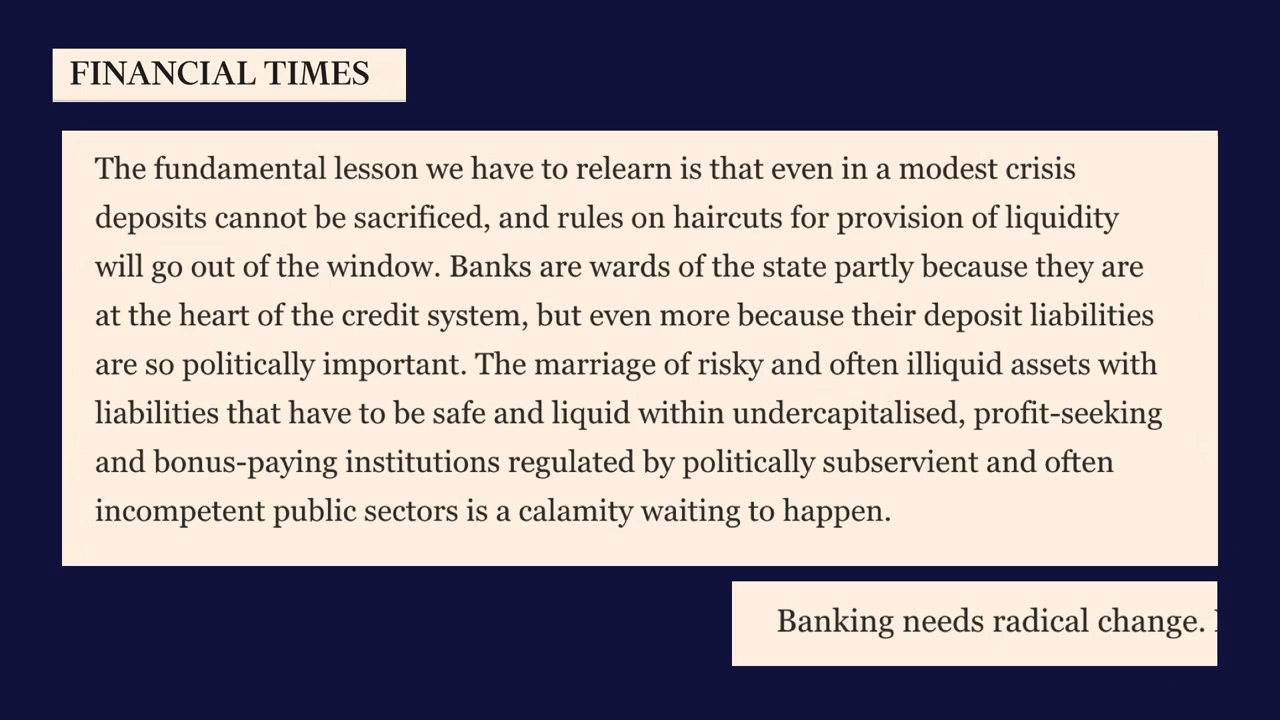 FINANCIAL TIMES
The fundamental lesson we have to relearn is that even in a modest crisis
deposits cannot be sacrificed, and rules on haircuts for provision of liquidity
will go out of the window. Banks are wards of the state partly because they are
at the heart of the credit system, but even more because their deposit liabilities
are so politically important. The marriage of risky and often illiquid assets with
liabilities that have to be safe and liquid within undercapitalised, profit-seeking
and bonus-paying institutions regulated by politically subservient and often
incompetent public sectors is a calamity waiting to happen.
Banking needs radical change.